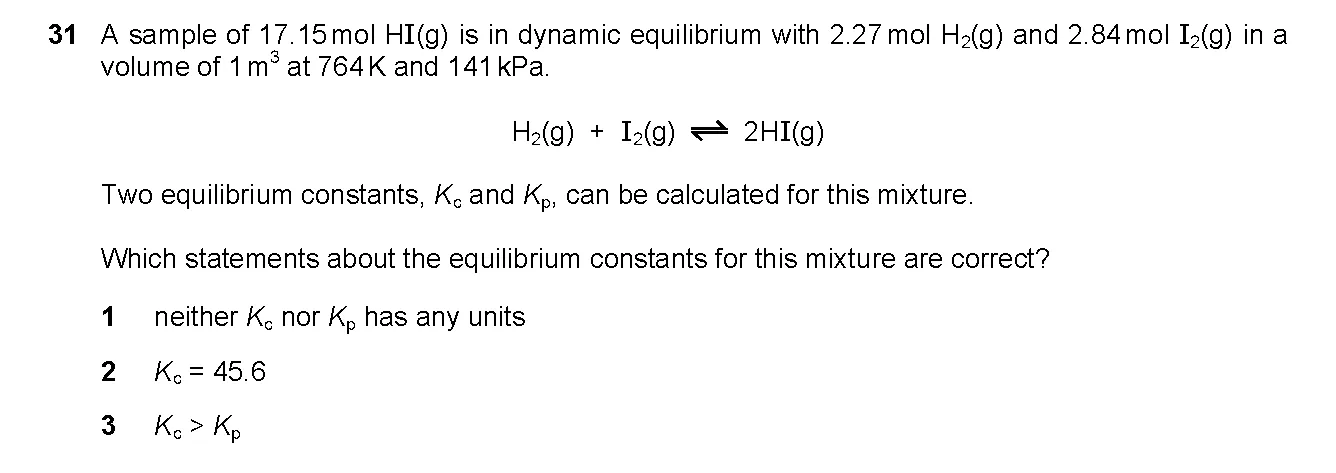 31 A sample of 17.15 mol HI(g) is in dynamic equilibrium with 2.27 mol H₂(g) and 2.84 mol I₂(g) in a
volume of 1 m³ at 764 K and 141 kPa.
H₂(g) + I₂(g) ⇌ 2HI(g)
Two equilibrium constants, Kc and Kp, can be calculated for this mixture.
Which statements about the equilibrium constants for this mixture are correct?
1 neither Kc nor Kp has any units
2 Kc = 45.6
3 Kc > Kp